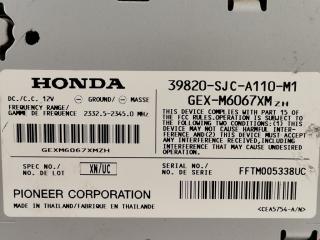 HONDA
39820-SJC-A110-M1
GEX-M6067XM ZH
DC./C.C. 12V ⊖ GROUND/⊖ MASSE
FREQUENCY RANGE/
GAMME DE FREQUENCE 2332.5-2345.0 MHz
THIS DEVICE COMPLIES WITH PART 15 OF
THE FCC RULES. OPERATION IS SUBJECT TO
THE FOLLOWING TWO CONDITIONS:(1)THIS
DEVICE MAY NOT CAUSE HARMFUL INTER-
FERENCE,AND(2)THIS DEVICE MUST ACCEPT
ANY INTERFERENCE RECEIVED,INCLUDING
INTERFERENCE THAT MAY CAUSE UNDESIRED
OPERATION.
GEXM6067XMZH
SPEC NO./
NO. DE LOT
XN/UC
SERIAL NO./
NO. DE SERIE FFTM005338UC
PIONEER CORPORATION
MADE IN THAILAND/FABRIQUÉ EN THAILANDE
<CEA5754-A/N>